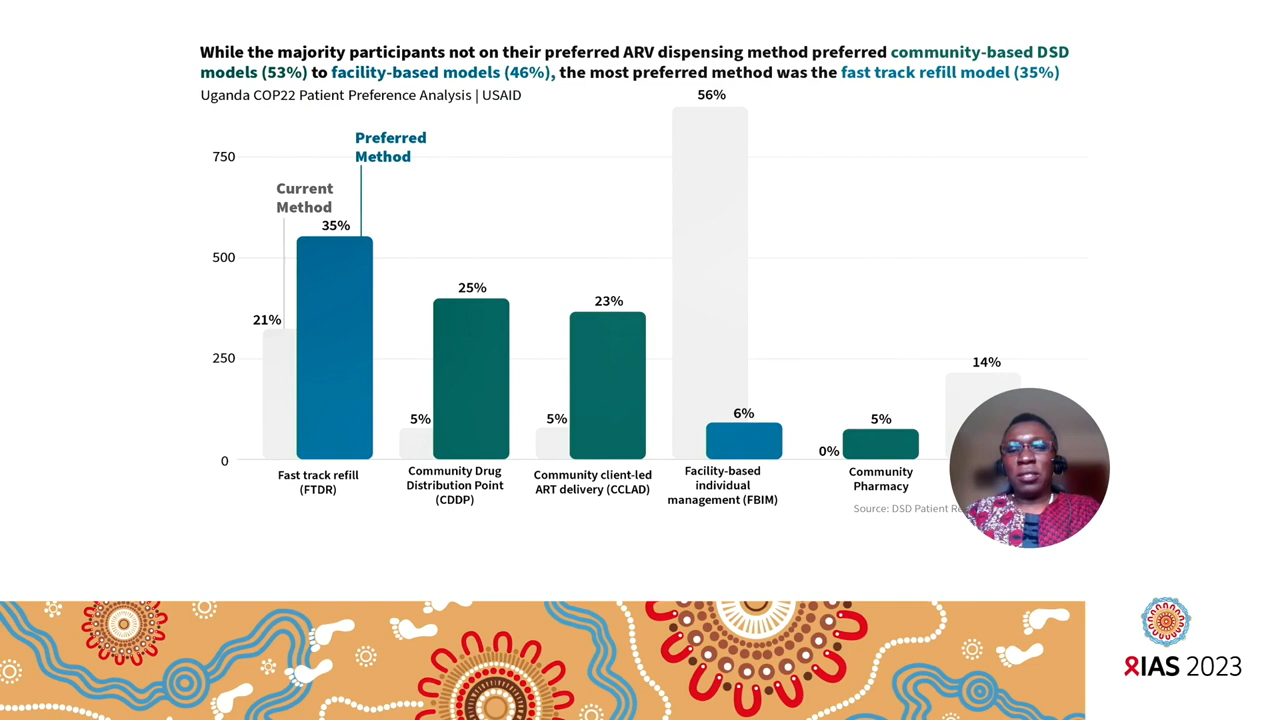 While the majority participants not on their preferred ARV dispensing method preferred community-based DSD
models (53%) to facility-based models (46%), the most preferred method was the fast track refill model (35%)
Uganda COP22 Patient Preference Analysis | USAID
56%
Preferred
Method
750
Current
Method
35%
500
25%
23%
21%
250
14%
5%
5%
6%
5%
0%
0
Fast track refill
(FTDR)
Community Drug
Distribution Point
(CDDP)
Community client-led
ART delivery (CCLAD)
Facility-based
individual
management (FBIM)
Community
Pharmacy
Source: DSD Patient
IAS 2023